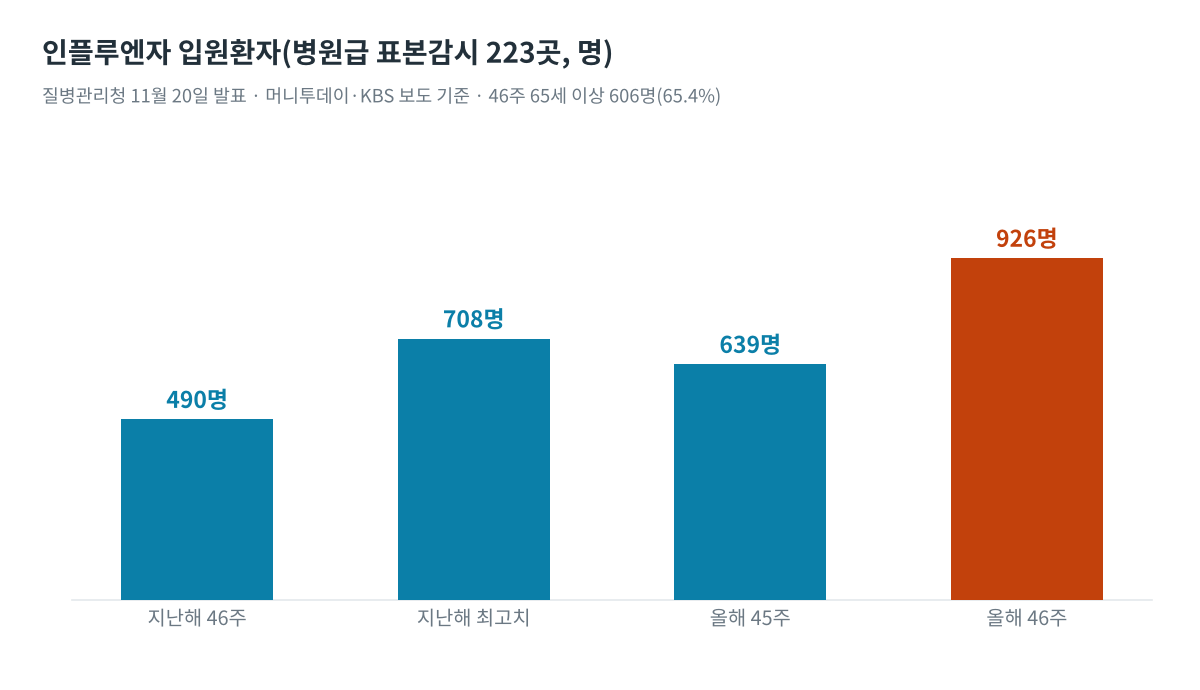 인플루엔자 입원환자(병원급 표본감시 223곳, 명)
질병관리청 11월 20일 발표 · 머니투데이·KBS 보도 기준 · 46주 65세 이상 606명(65.4%)
490명
708명
639명
926명
지난해 46주
지난해 최고치
올해 45주
올해 46주